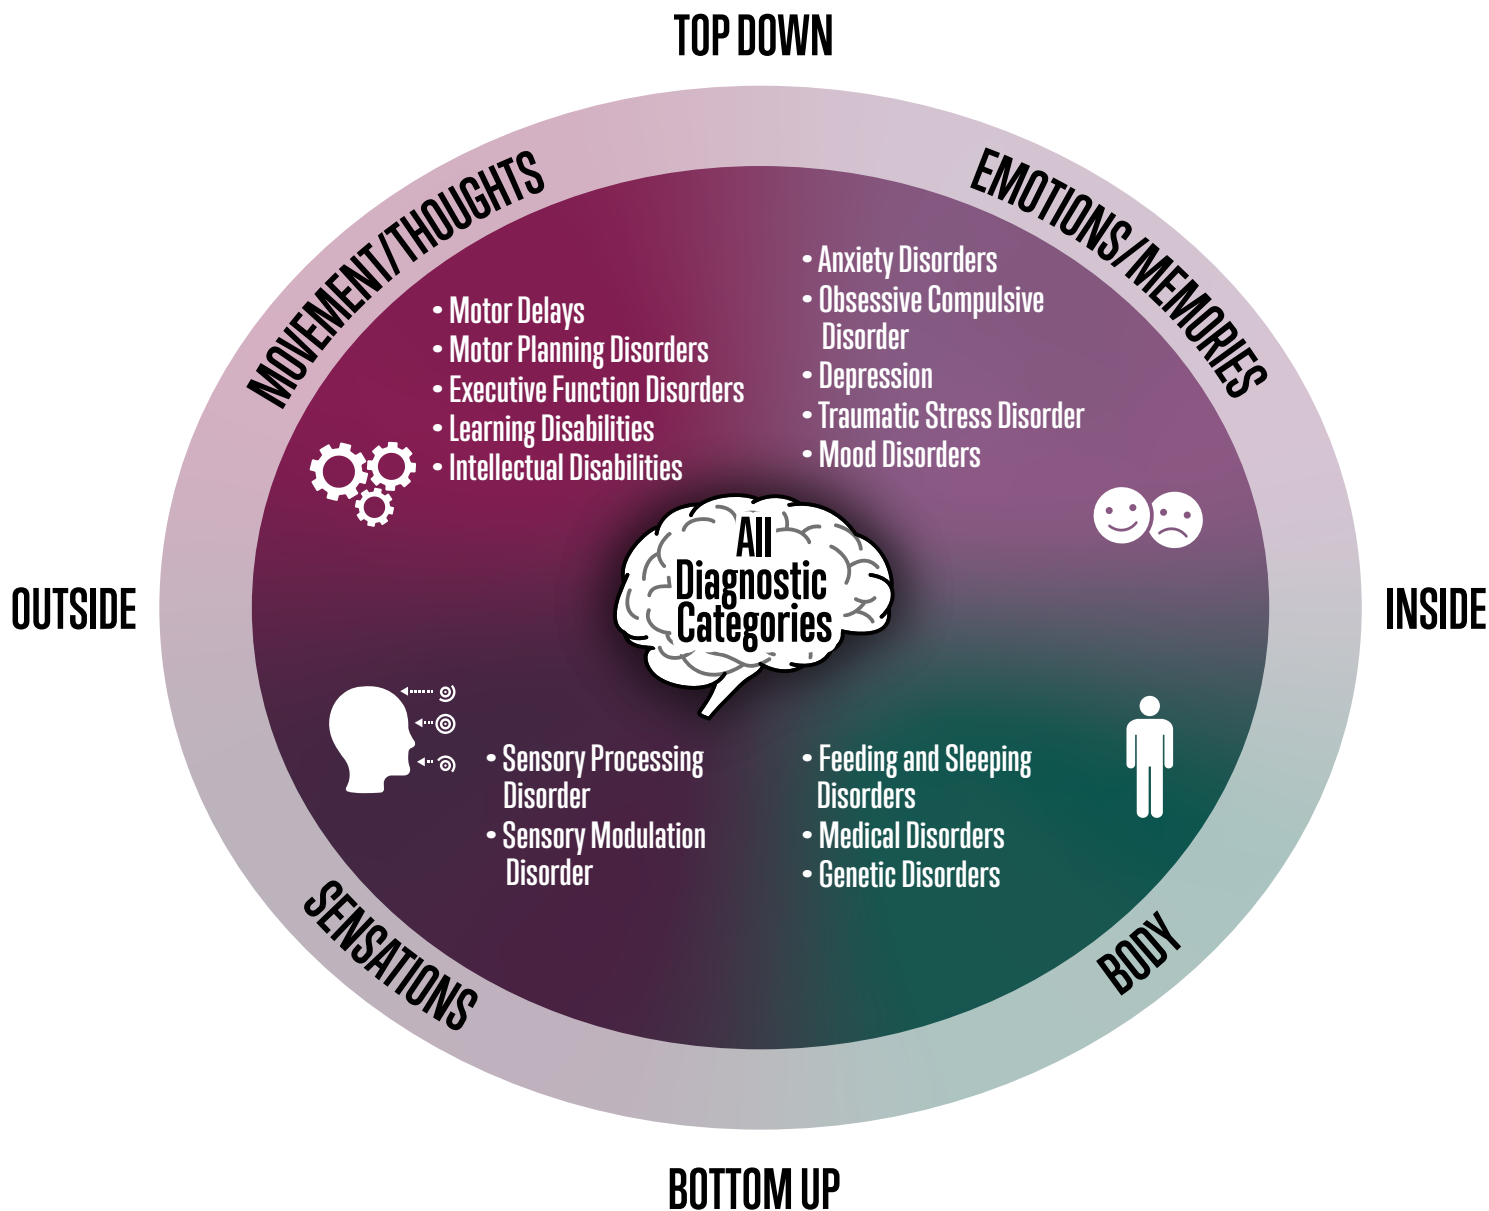 TOP DOWN
MOVEMENT/THOUGHTS
EMOTIONS/MEMORIES
• Motor Delays
• Motor Planning Disorders
• Executive Function Disorders
• Learning Disabilities
• Intellectual Disabilities
• Anxiety Disorders
• Obsessive Compulsive
Disorder
• Depression
• Traumatic Stress Disorder
• Mood Disorders
All
Diagnostic
Categories
OUTSIDE
INSIDE
• Sensory Processing
Disorder
• Sensory Modulation
Disorder
• Feeding and Sleeping
Disorders
• Medical Disorders
• Genetic Disorders
SENSATIONS
BODY
BOTTOM UP